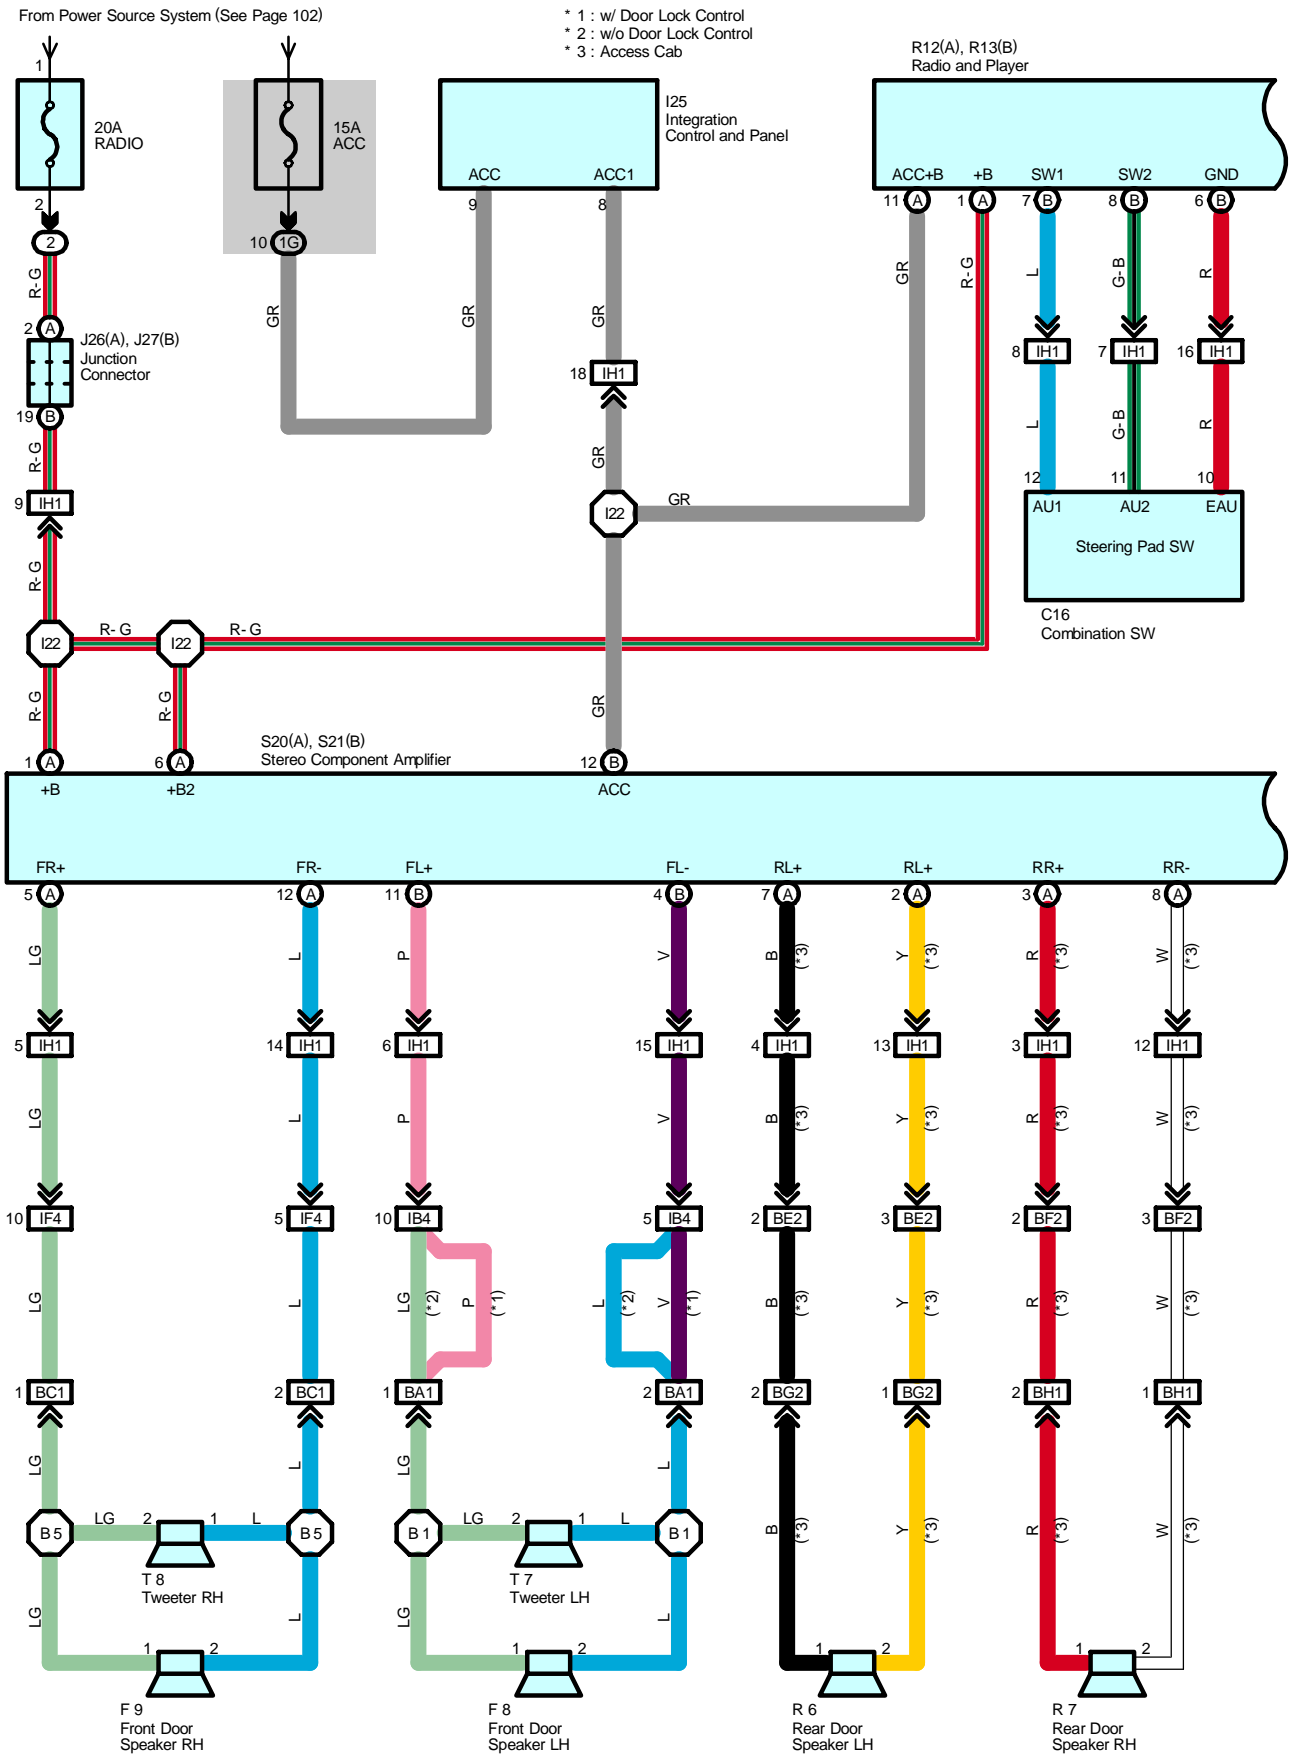 From Power Source System (See Page 102)
* 1 : w/ Door Lock Control
* 2 : w/o Door Lock Control
* 3 : Access Cab
1
20A
RADIO
2
2
15A
ACC
10 1G
I25
Integration
Control and Panel
ACC ACC1
9 8
R12(A), R13(B)
Radio and Player
ACC+B +B SW1 SW2 GND
11 A 1 A 7 B 8 B 6 B
R-G GR GR GR GR R-G L G-B R
2 A
J26(A), J27(B)
Junction
Connector
19 B
18 IH1
8 IH1 7 IH1 16 IH1
R-G GR L G-B R
9 IH1
12 11 10
AU1 AU2 EAU
Steering Pad SW
C16
Combination SW
I22 GR
R-G
I22 R-G I22 R-G
R-G R-G GR
S20(A), S21(B)
Stereo Component Amplifier
1 A 6 A 12 B
+B +B2 ACC
FR+ FR- FL+ FL- RL+ RL+ RR+ RR-
5 A 12 A 11 B 4 B 7 A 2 A 3 A 8 A
LG L P V B (*3) Y (*3) R (*3) W (*3)
5 IH1 14 IH1 6 IH1 15 IH1 4 IH1 13 IH1 3 IH1 12 IH1
LG L P V B (*3) Y (*3) R (*3) W (*3)
10 IF4 5 IF4 10 IB4 5 IB4 2 BE2 3 BE2 2 BF2 3 BF2
LG L LG (*2) P (*1) L (*2) V (*1) B (*3) Y (*3) R (*3) W (*3)
1 BC1 2 BC1 1 BA1 2 BA1 2 BG2 1 BG2 2 BH1 1 BH1
LG L LG L
B 5 LG 2 1 L B 5 B 1 LG 2 1 L B 1 B (*3) Y (*3) R (*3) W (*3)
T 8
Tweeter RH
T 7
Tweeter LH
LG L LG L
1 2 1 2 1 2 1 2
F 9
Front Door
Speaker RH
F 8
Front Door
Speaker LH
R 6
Rear Door
Speaker LH
R 7
Rear Door
Speaker RH